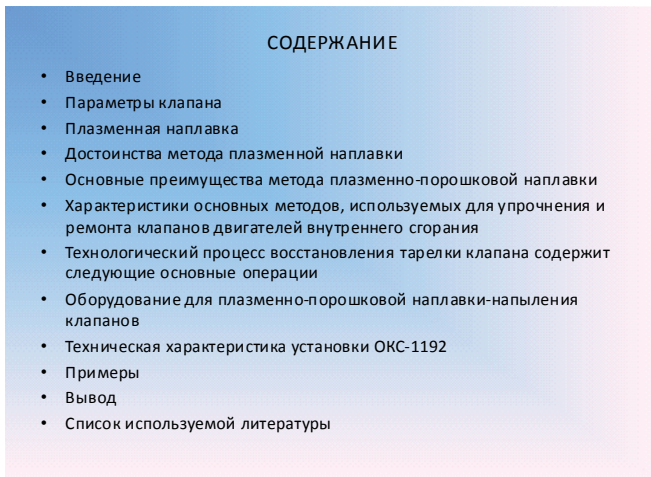 СОДЕРЖАНИЕ
• Введение
• Параметры клапана
• Плазменная наплавка
• Достоинства метода плазменной наплавки
• Основные преимущества метода плазменно-порошковой наплавки
• Характеристики основных методов, используемых для упрочнения и
ремонта клапанов двигателей внутреннего сгорания
• Технологический процесс восстановления тарелки клапана содержит
следующие основные операции
• Оборудование для плазменно-порошковой наплавки-напыления
клапанов
• Техническая характеристика установки ОКС-1192
• Примеры
• Вывод
• Список используемой литературы